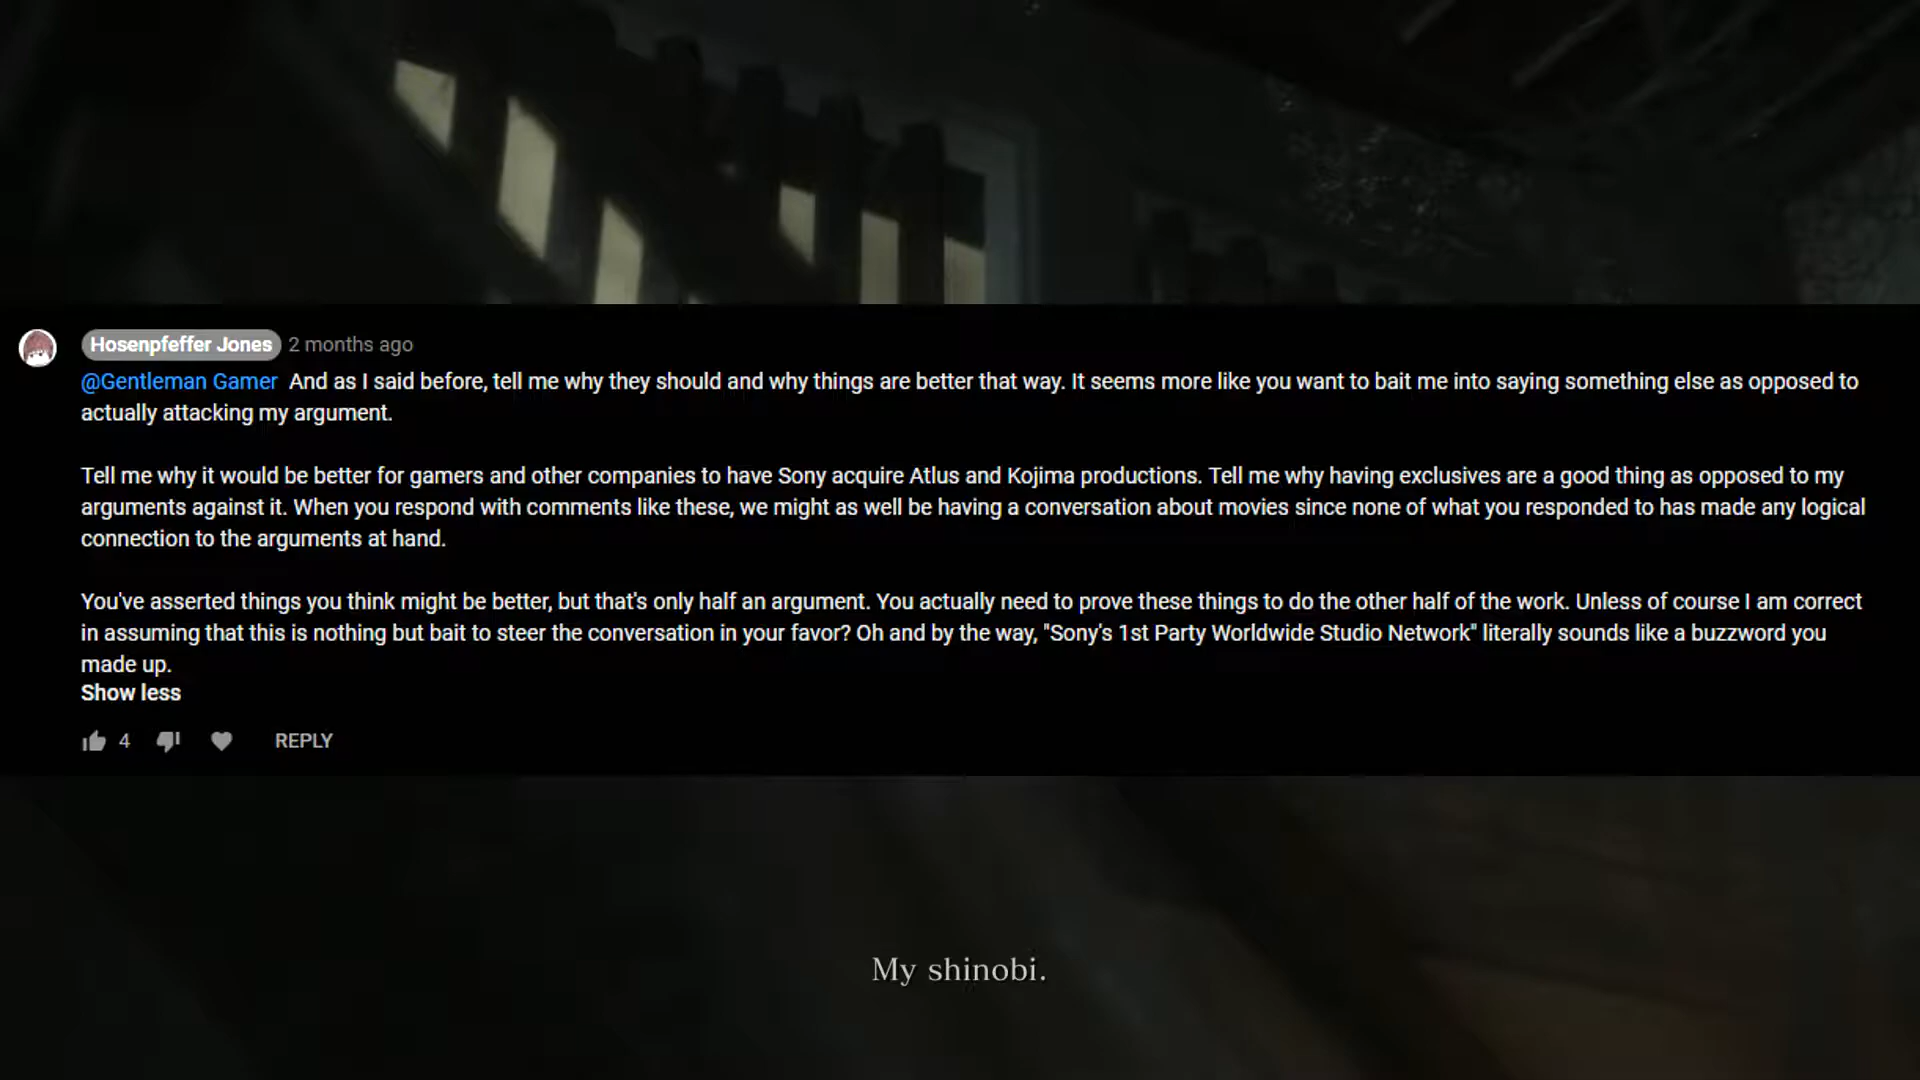 Hosenpfeffer Jones 2 months ago
@Gentleman Gamer And as I said before, tell me why they should and why things are better that way. It seems more like you want to bait me into saying something else as opposed to
actually attacking my argument.
Tell me why it would be better for gamers and other companies to have Sony acquire Atlus and Kojima productions. Tell me why having exclusives are a good thing as opposed to my
arguments against it. When you respond with comments like these, we might as well be having a conversation about movies since none of what you responded to has made any logical
connection to the arguments at hand.
You've asserted things you think might be better, but that's only half an argument. You actually need to prove these things to do the other half of the work. Unless of course I am correct
in assuming that this is nothing but bait to steer the conversation in your favor? Oh and by the way, "Sony's 1st Party Worldwide Studio Network" literally sounds like a buzzword you
made up.
Show less
4 REPLY
My shinobi.